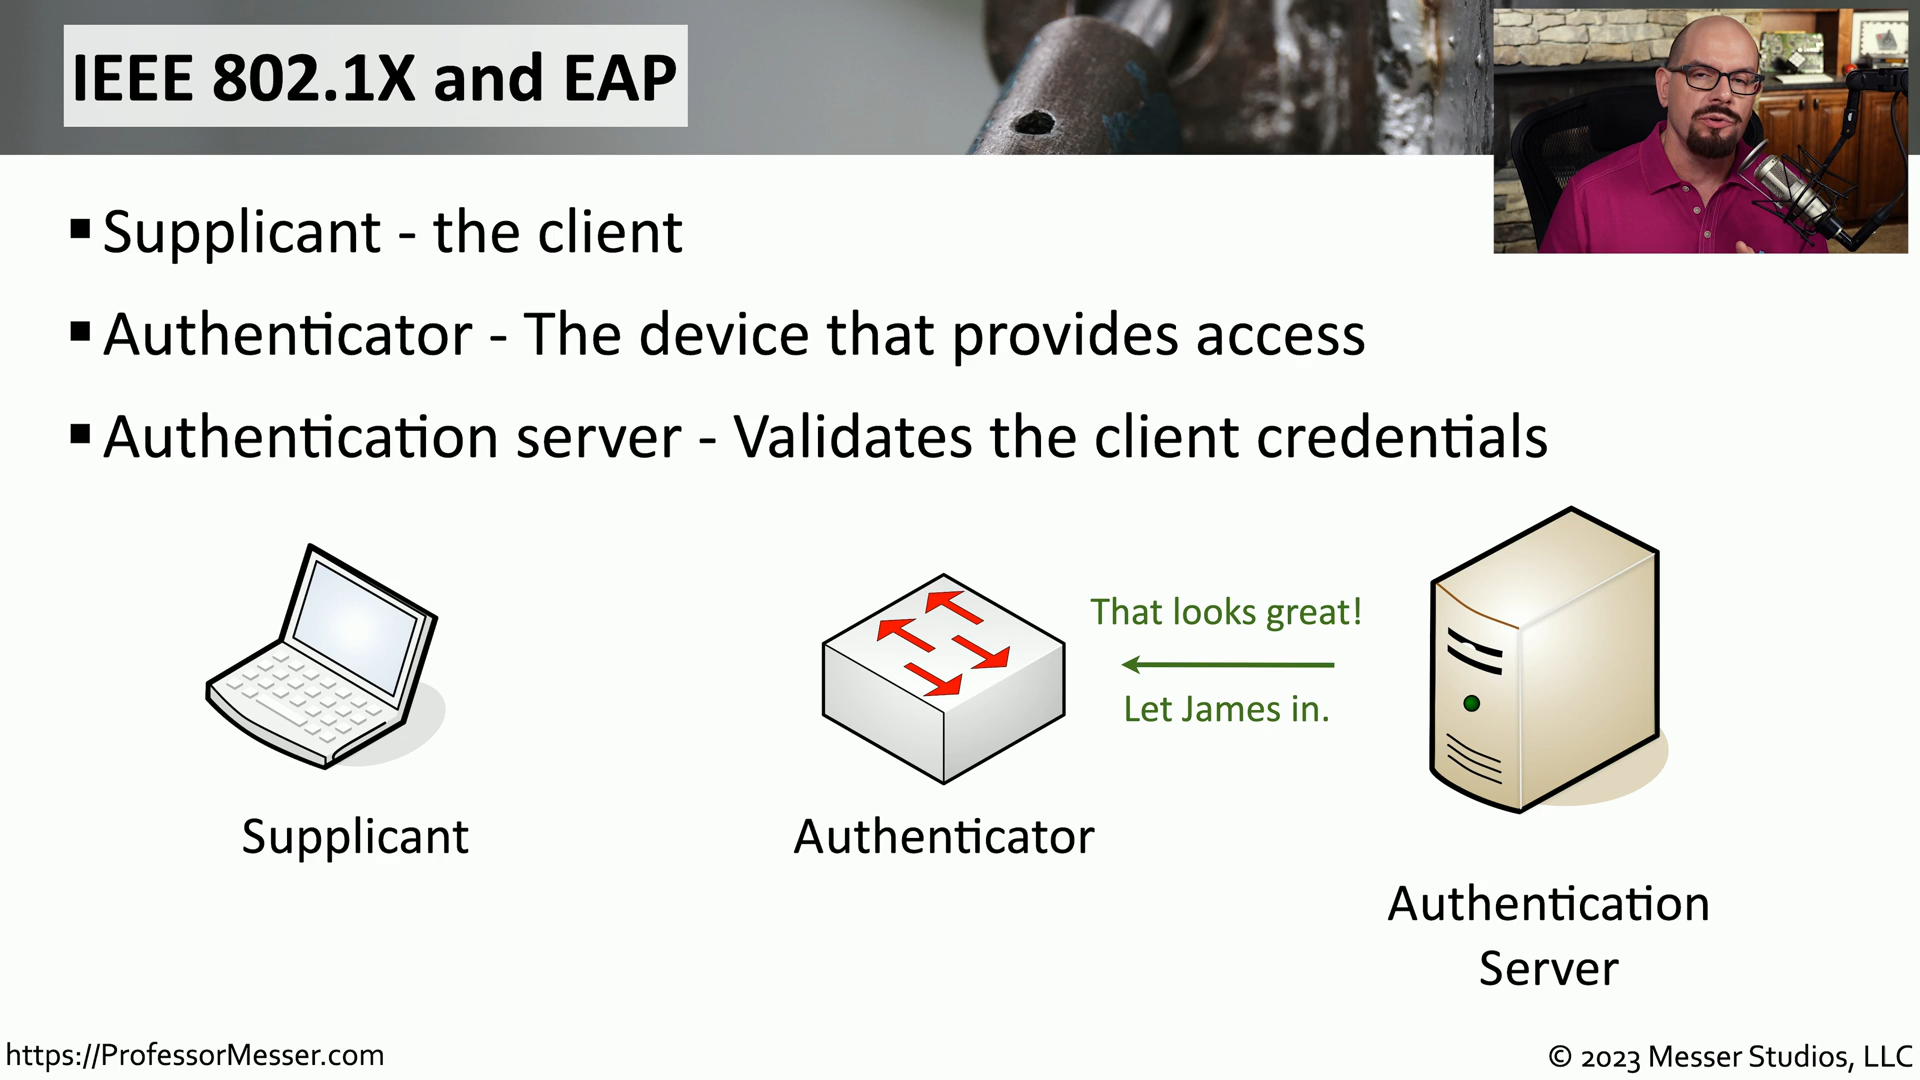 IEEE 802.1X and EAP
▪ Supplicant - the client
▪ Authenticator - The device that provides access
▪ Authentication server - Validates the client credentials
That looks great!
Let James in.
Supplicant
Authenticator
Authentication
Server
https://ProfessorMesser.com
© 2023 Messer Studios, LLC